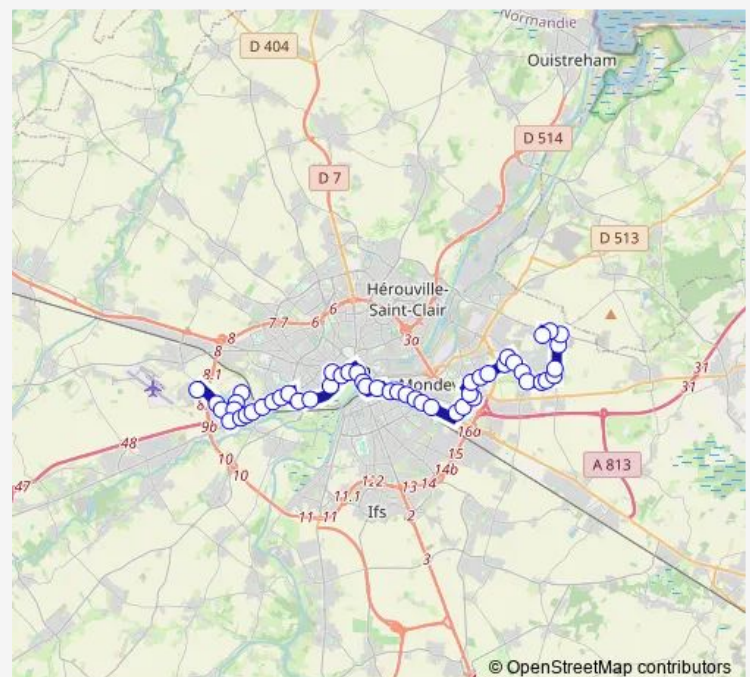 Normandie
D 404
Ouistreham
D 514
D 7
D 513
Hérouville-
Saint-Clair
6
7 7
6
8
3a
8
8.1
31
Mondev
31
9b
16a
48
10
15
A 813
10
14b
47
12
13
14
11.1
11
11
Ifs
2
3
© OpenStreetMap contributors